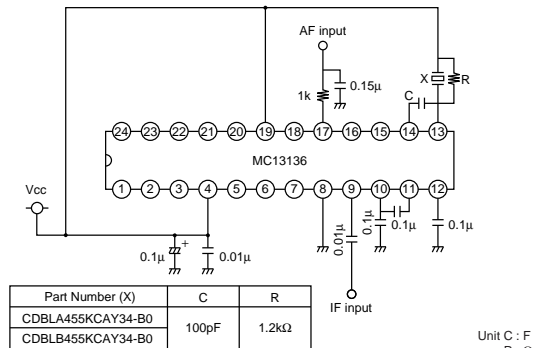 AF input
X
R
1k
0.15μ
C
24 23 22 21 20 19 18 17 16 15 14 13
MC13136
1 2 3 4 5 6 7 8 9 10 11 12
Vcc
0.1μ
+
0.01μ
0.01μ
0.1μ
0.1μ
0.1μ
IF input
Part Number (X) C R
CDBLA455KCAY34-B0 100pF 1.2kΩ
CDBLB455KCAY34-B0
Unit C : F